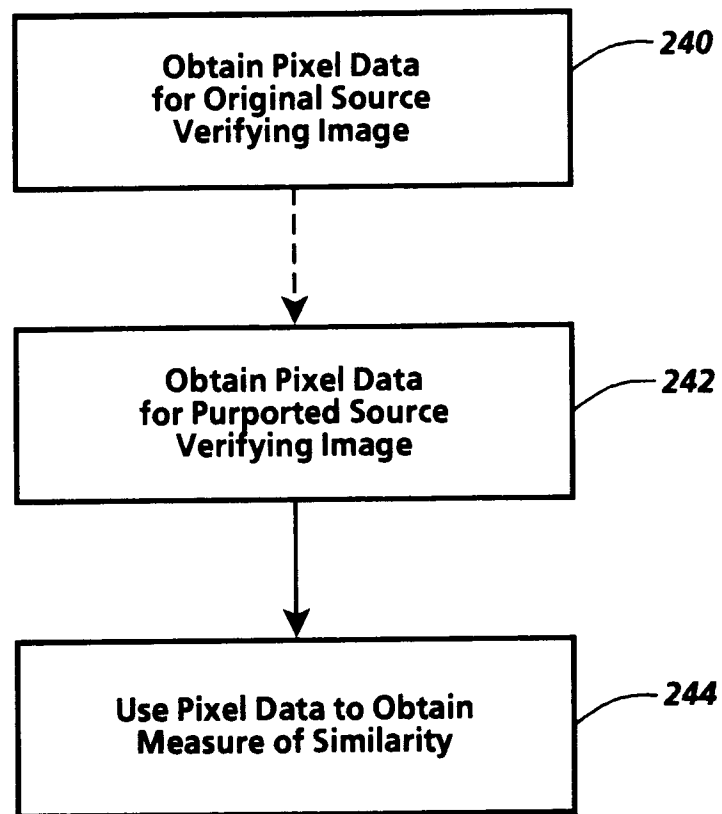 Obtain Pixel Data
for Original Source
Verifying Image
240
Obtain Pixel Data
for Purported Source
Verifying Image
242
Use Pixel Data to Obtain
Measure of Similarity
244